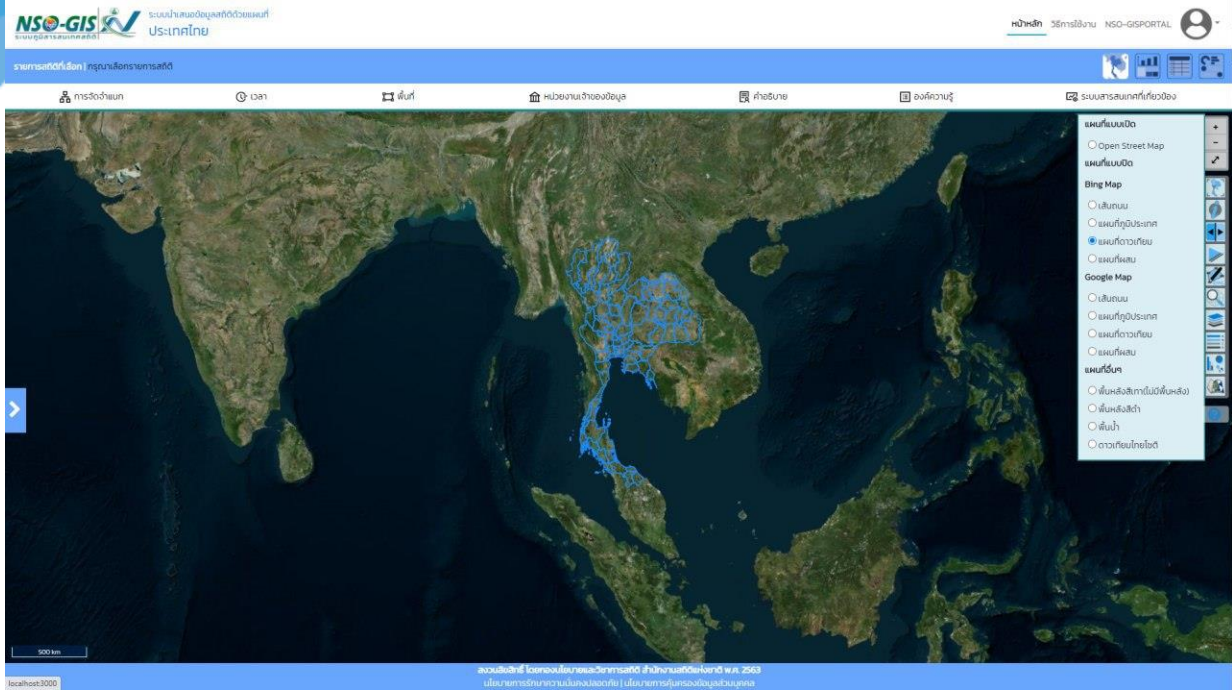 NSO-GIS
ระบบภูมิสารสนเทศสถิติ
ระบบนำเสนอข้อมูลสถิติด้วยแผนที่
ประเทศไทย
หน้าหลัก วิธีการใช้งาน NSO-GISPORTAL
รายการสถิติที่เลือก | กรุณาเลือกรายการสถิติ
การจัดจำแนก เวลา พื้นที่ หน่วยงานเจ้าของข้อมูล คำอธิบาย องค์ความรู้ ระบบสารสนเทศที่เกี่ยวข้อง
แผนที่แบบเปิด
Open Street Map
แผนที่แบบปิด
Bing Map
เส้นถนน
แผนที่ภูมิประเทศ
แผนที่ดาวเทียม
แผนที่ผสม
Google Map
เส้นถนน
แผนที่ภูมิประเทศ
แผนที่ดาวเทียม
แผนที่ผสม
แผนที่อื่นๆ
พื้นหลังสีเทา(ไม่มีพื้นหลัง)
พื้นหลังสีดำ
พื้นน้ำ
ดาวเทียมไทยโชติ
500 km
สงวนลิขสิทธิ์ โดยกองนโยบายและวิชาการสถิติ สำนักงานสถิติแห่งชาติ พ.ศ. 2563
นโยบายการรักษาความมั่นคงปลอดภัย | นโยบายการคุ้มครองข้อมูลส่วนบุคคล
localhost:3000